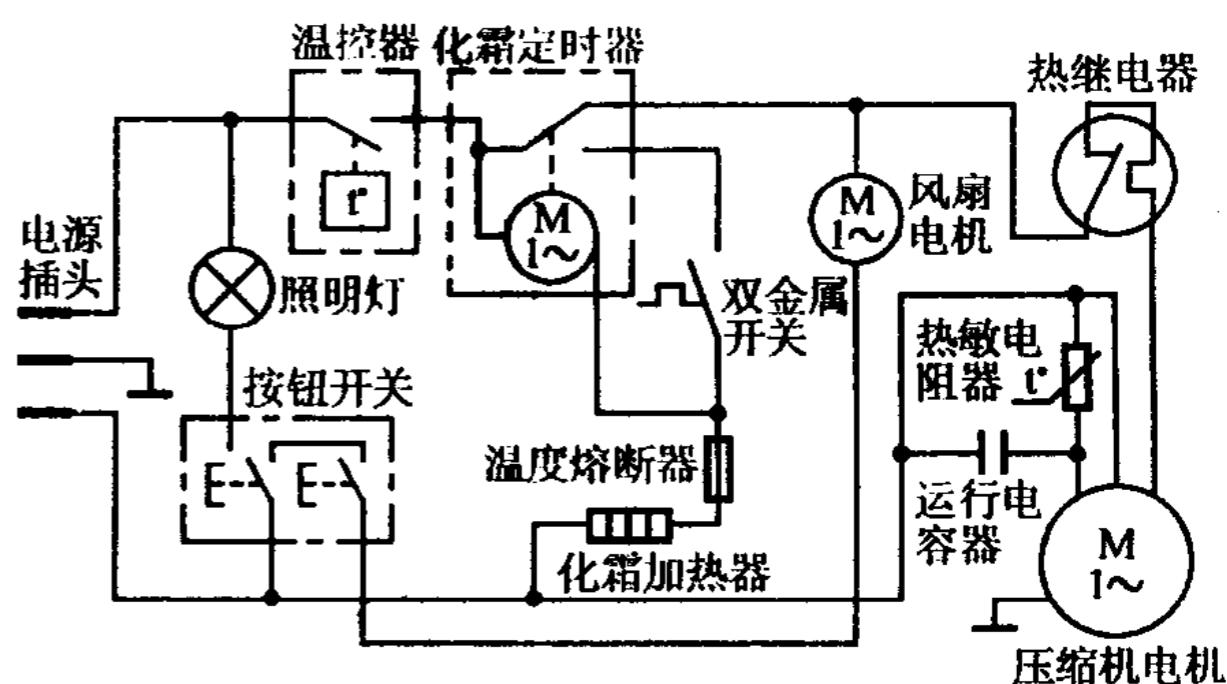 温控器
化霜定时器
热继电器
t°
M
1~
M
1~
风扇
电机
电源
插头
照明灯
双金属
开关
热敏电
阻器
t°
按钮开关
温度熔断器
运行电
容器
化霜加热器
M
1~
压缩机电机